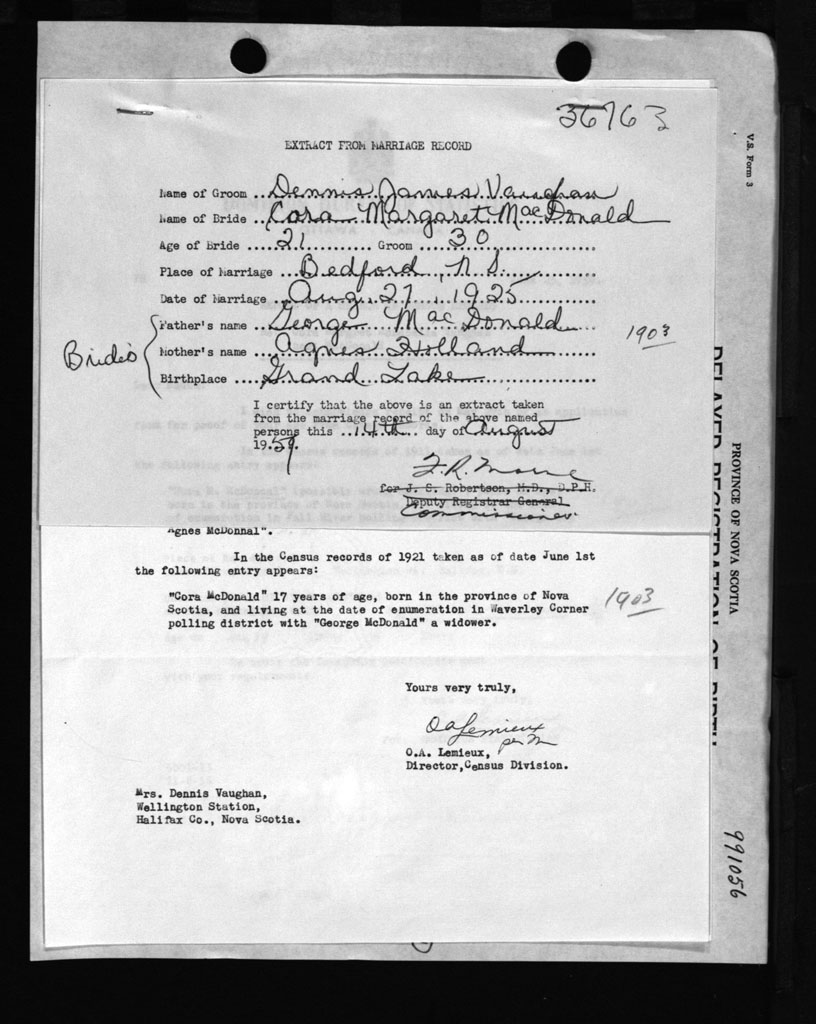 36763
EXTRACT FROM MARRIAGE RECORD
Name of Groom ..Dennis James Vaughan
Name of Bride ..Cora Margaret MacDonald
Age of Bride ....21........ Groom ....30..................
Place of Marriage ...Bedford, N.S.............
Date of Marriage ..Aug. 27, 1925............
Bride's
Father's name ..George MacDonald..
1903
Mother's name ...Agnes Holland...........
Birthplace ....Grand Lake................
I certify that the above is an extract taken
from the marriage record of the above named
persons this ..14th.. day of August
1959.
for J. S. Robertson, M.D., D.P.H.
Deputy Registrar General
Commissioner.
Agnes McDonnal".
In the Census records of 1921 taken as of date June 1st
the following entry appears:
"Cora McDonald" 17 years of age, born in the province of Nova
Scotia, and living at the date of enumeration in Waverley Corner
polling district with "George McDonald" a widower.
1903
Yours very truly,
O A Lemieux
per M
O.A. Lemieux,
Director,Census Division.
Mrs. Dennis Vaughan,
Wellington Station,
Halifax Co., Nova Scotia.
V.S. Form 3
PROVINCE OF NOVA SCOTIA
DELAYED REGISTRATION OF BIRTH
991056